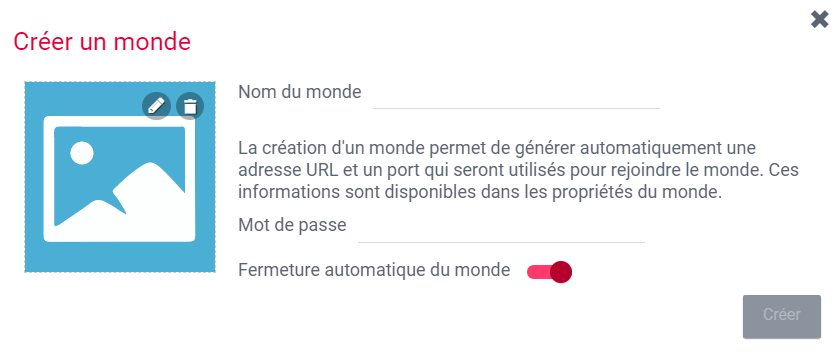 Créer un monde
Nom du monde
La création d'un monde permet de générer automatiquement une
adresse URL et un port qui seront utilisés pour rejoindre le monde. Ces
informations sont disponibles dans les propriétés du monde.
Mot de passe
Fermeture automatique du monde
Créer